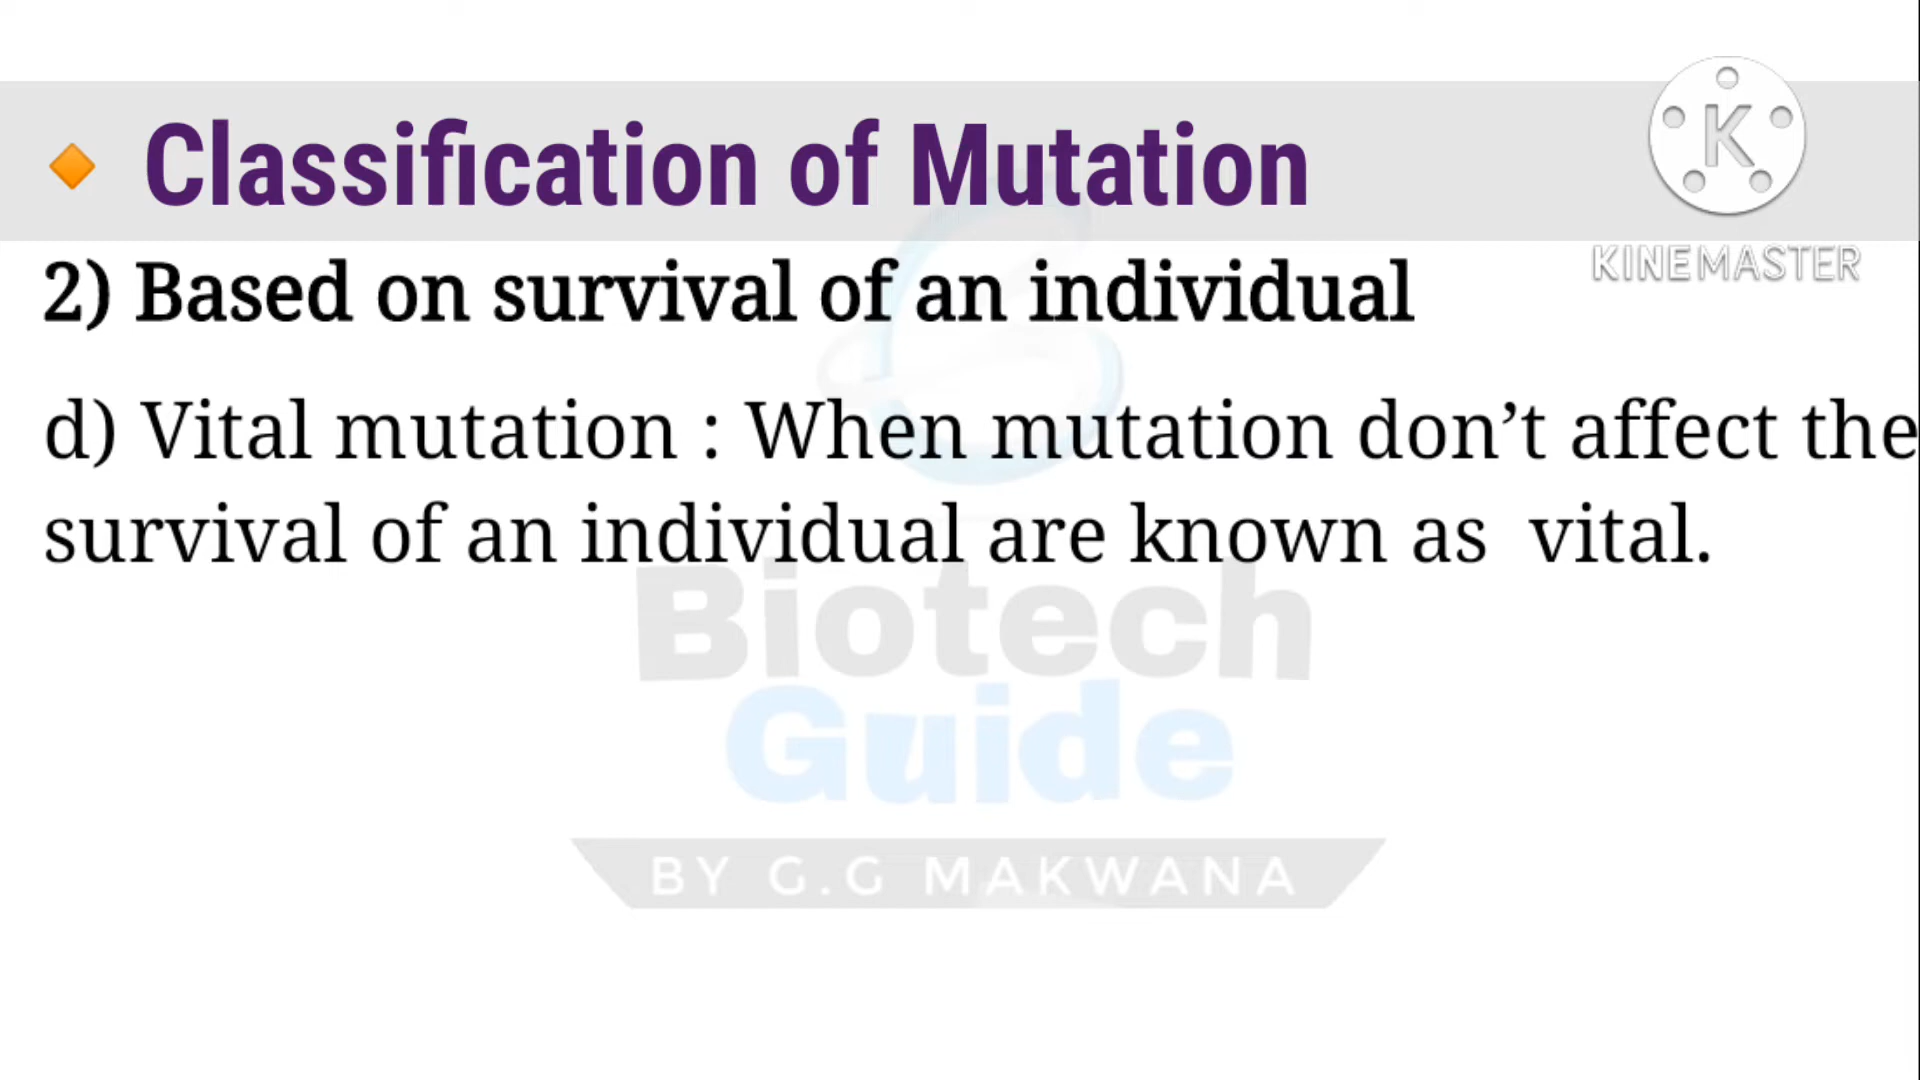 🔸 Classification of Mutation
K
KINEMASTER
2) Based on survival of an individual
d) Vital mutation : When mutation don’t affect the
survival of an individual are known as vital.
Biotech
Guide
BY G.G MAKWANA